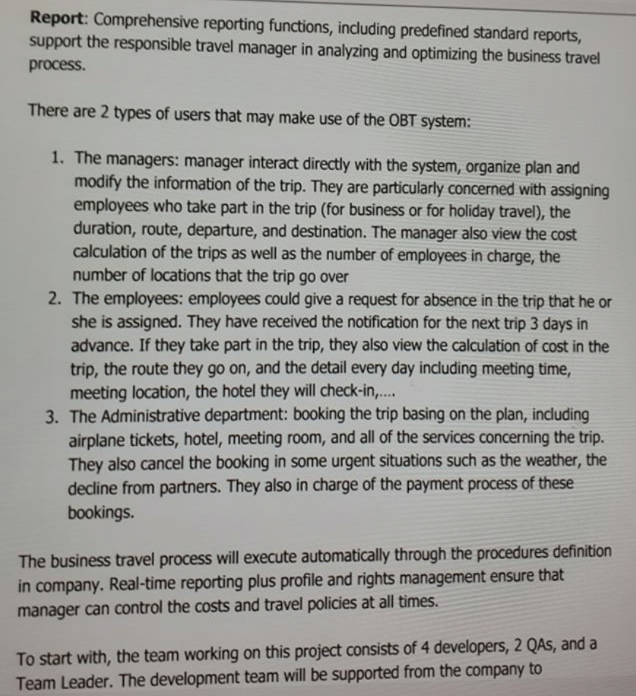 Report: Comprehensive reporting functions, including predefined standard reports,
support the responsible travel manager in analyzing and optimizing the business travel
process.
There are 2 types of users that may make use of the OBT system:
1. The managers: manager interact directly with the system, organize plan and
modify the information of the trip. They are particularly concerned with assigning
employees who take part in the trip (for business or for holiday travel), the
duration, route, departure, and destination. The manager also view the cost
calculation of the trips as well as the number of employees in charge, the
number of locations that the trip go over
2. The employees: employees could give a request for absence in the trip that he or
she is assigned. They have received the notification for the next trip 3 days in
advance. If they take part in the trip, they also view the calculation of cost in the
trip, the route they go on, and the detail every day including meeting time,
meeting location, the hotel they will check-in,....
3. The Administrative department: booking the trip basing on the plan, including
airplane tickets, hotel, meeting room, and all of the services concerning the trip.
They also cancel the booking in some urgent situations such as the weather, the
decline from partners. They also in charge of the payment process of these
bookings.
The business travel process will execute automatically through the procedures definition
in company. Real-time reporting plus profile and rights management ensure that
manager can control the costs and travel policies at all times.
To start with, the team working on this project consists of 4 developers, 2 QAs, and a
Team Leader. The development team will be supported from the company to